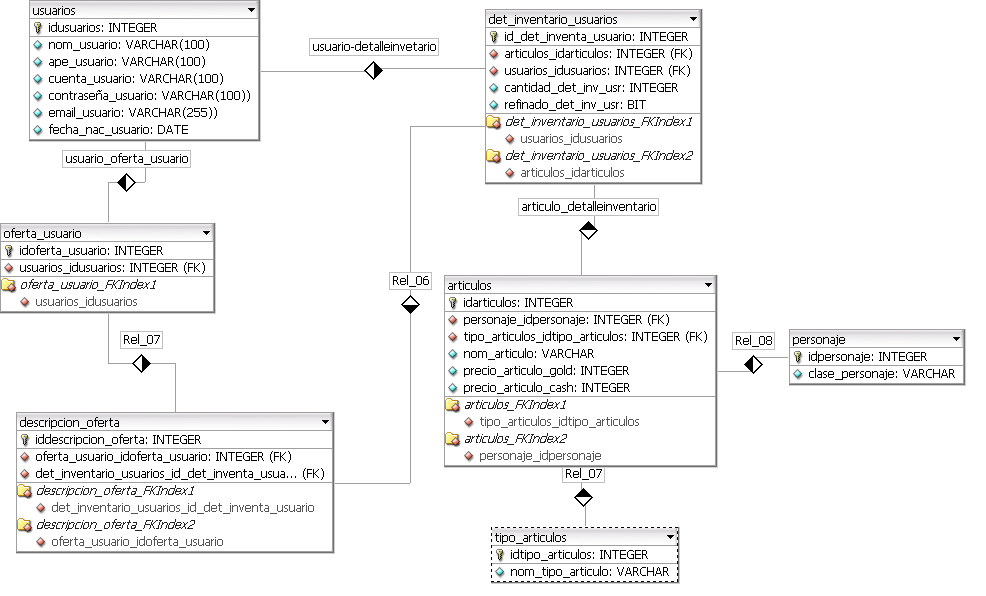 usuarios
idusuarios: INTEGER
nom_usuario: VARCHAR(100)
ape_usuario: VARCHAR(100)
cuenta_usuario: VARCHAR(100)
contraseña_usuario: VARCHAR(100))
email_usuario: VARCHAR(255))
fecha_nac_usuario: DATE
usuario-detalleinvetario
det_inventario_usuarios
id_det_inventa_usuario: INTEGER
articulos_idarticulos: INTEGER (FK)
usuarios_idusuarios: INTEGER (FK)
cantidad_det_inv_usr: INTEGER
refinado_det_inv_usr: BIT
det_inventario_usuarios_FKIndex1
usuarios_idusuarios
det_inventario_usuarios_FKIndex2
articulos_idarticulos
usuario_oferta_usuario
articulo_detalleinventario
oferta_usuario
idoferta_usuario: INTEGER
usuarios_idusuarios: INTEGER (FK)
oferta_usuario_FKIndex1
usuarios_idusuarios
Rel_06
articulos
idarticulos: INTEGER
personaje_idpersonaje: INTEGER (FK)
tipo_articulos_idtipo_articulos: INTEGER (FK)
nom_articulo: VARCHAR
precio_articulo_gold: INTEGER
precio_articulo_cash: INTEGER
articulos_FKIndex1
tipo_articulos_idtipo_articulos
articulos_FKIndex2
personaje_idpersonaje
Rel_08
personaje
idpersonaje: INTEGER
clase_personaje: VARCHAR
Rel_07
descripcion_oferta
iddescripcion_oferta: INTEGER
oferta_usuario_idoferta_usuario: INTEGER (FK)
det_inventario_usuarios_id_det_inventa_usua... (FK)
descripcion_oferta_FKIndex1
det_inventario_usuarios_id_det_inventa_usuario
descripcion_oferta_FKIndex2
oferta_usuario_idoferta_usuario
Rel_07
tipo_articulos
idtipo_articulos: INTEGER
nom_tipo_articulo: VARCHAR